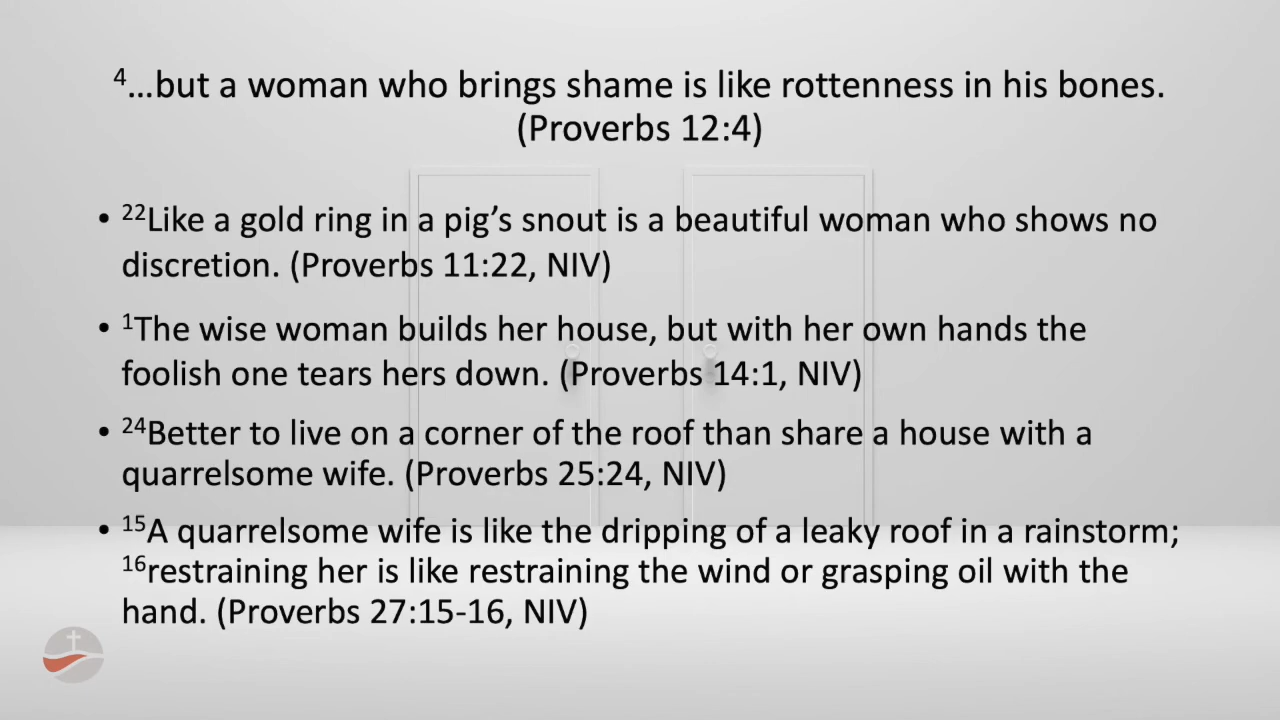 ⁴...but a woman who brings shame is like rottenness in his bones.
(Proverbs 12:4)
• ²²Like a gold ring in a pig’s snout is a beautiful woman who shows no
discretion. (Proverbs 11:22, NIV)
• ¹The wise woman builds her house, but with her own hands the
foolish one tears hers down. (Proverbs 14:1, NIV)
• ²⁴Better to live on a corner of the roof than share a house with a
quarrelsome wife. (Proverbs 25:24, NIV)
• ¹⁵A quarrelsome wife is like the dripping of a leaky roof in a rainstorm;
¹⁶restraining her is like restraining the wind or grasping oil with the
hand. (Proverbs 27:15-16, NIV)